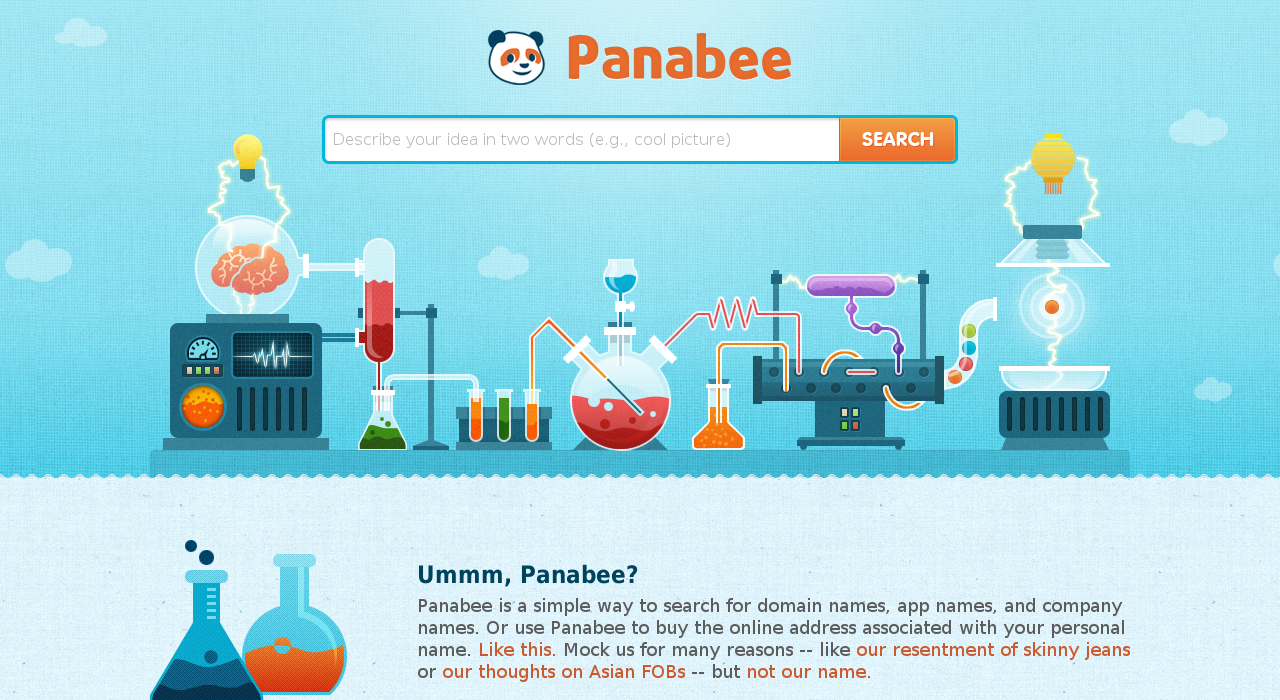 Panabee
Describe your idea in two words (e.g., cool picture)
SEARCH
Ummm, Panabee?
Panabee is a simple way to search for domain names, app names, and company
names. Or use Panabee to buy the online address associated with your personal
name. Like this. Mock us for many reasons -- like our resentment of skinny jeans
or our thoughts on Asian FOBs -- but not our name.